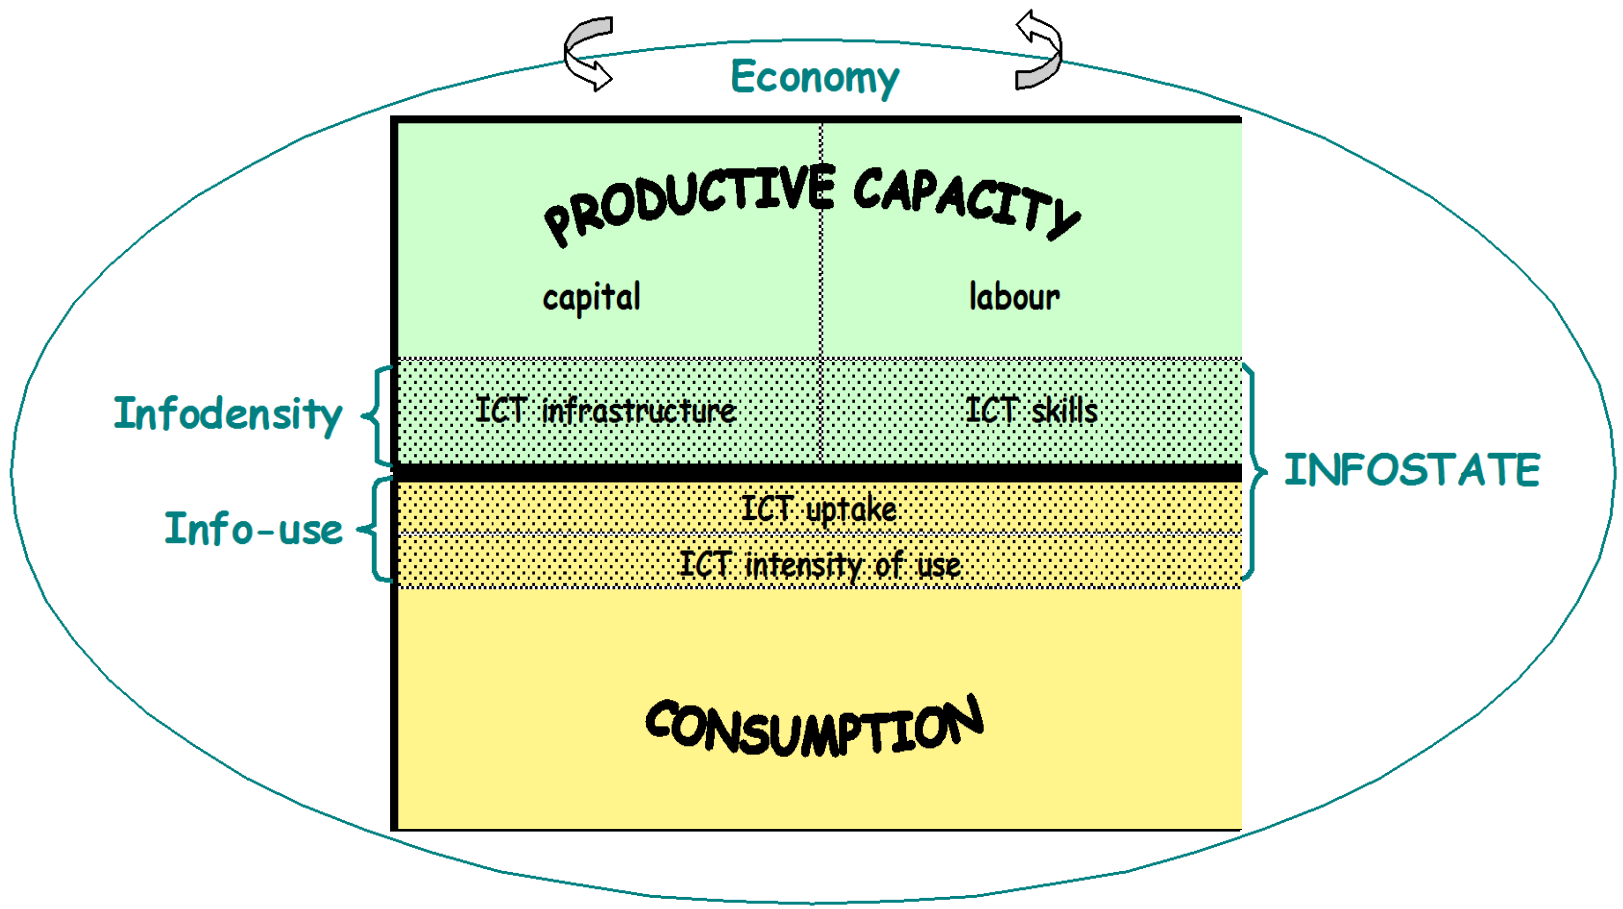 Economy
PRODUCTIVE CAPACITY
capital
labour
Infodensity
ICT infrastructure
ICT skills
INFOSTATE
Info-use
ICT uptake
ICT intensity of use
CONSUMPTION